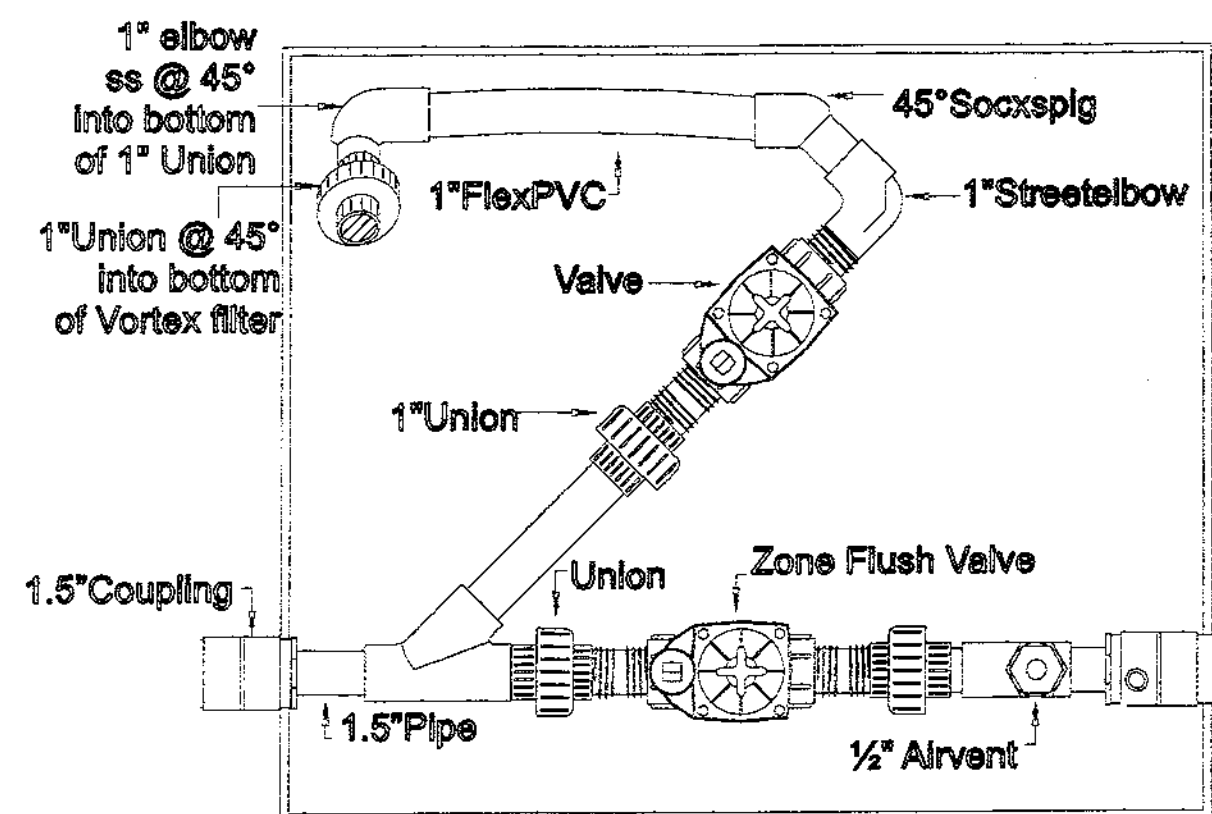 1" elbow
ss @ 45°
into bottom
of 1" Union
45°Socxspig
1"FlexPVC
1"Streetelbow
1"Union @ 45°
into bottom
of Vortex filter
Valve
1"Union
1.5"Coupling
Union
Zone Flush Valve
1.5"Pipe
½" Airvent